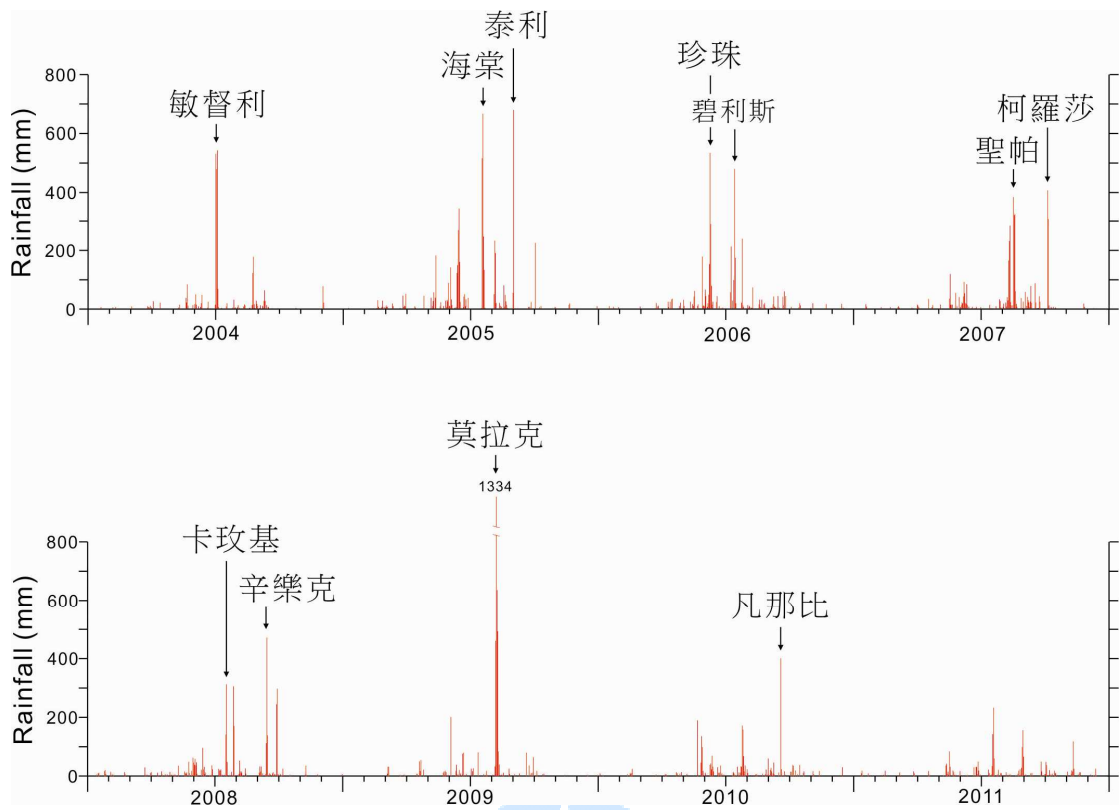 泰利
海棠
珍珠
敏督利
碧利斯
柯羅莎
聖帕
Rainfall (mm)
800
600
400
200
0
2004
2005
2006
2007
莫拉克
1334
卡玫基
辛樂克
凡那比
Rainfall (mm)
800
600
400
200
0
2008
2009
2010
2011